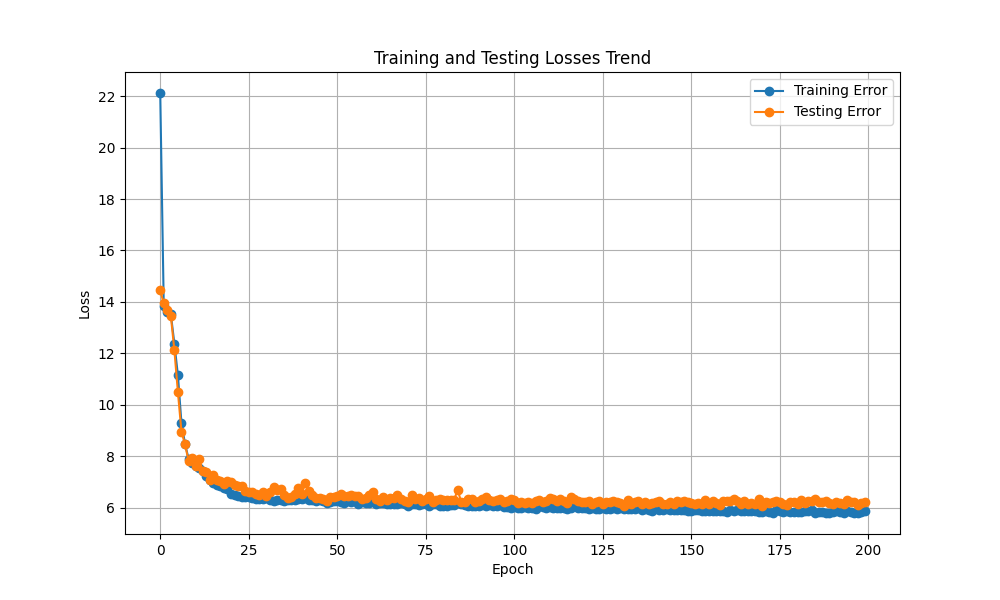 Training and Testing Losses Trend
Training Error
Testing Error
Loss
22
20
18
16
14
12
10
8
6
0 25 50 75 100 125 150 175 200
Epoch